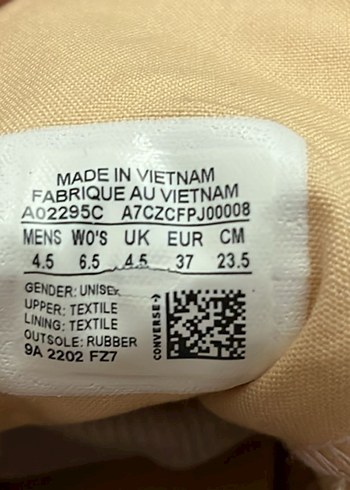 MADE IN VIETNAM
FABRIQUE AU VIETNAM
A02295C A7CZCFPJ00008
MENS WO'S UK EUR CM
4.5 6.5 4.5 37 23.5
GENDER: UNISEX
UPPER: TEXTILE
LINING: TEXTILE
OUTSOLE: RUBBER
9A 2202 FZ7
CONVERSE >